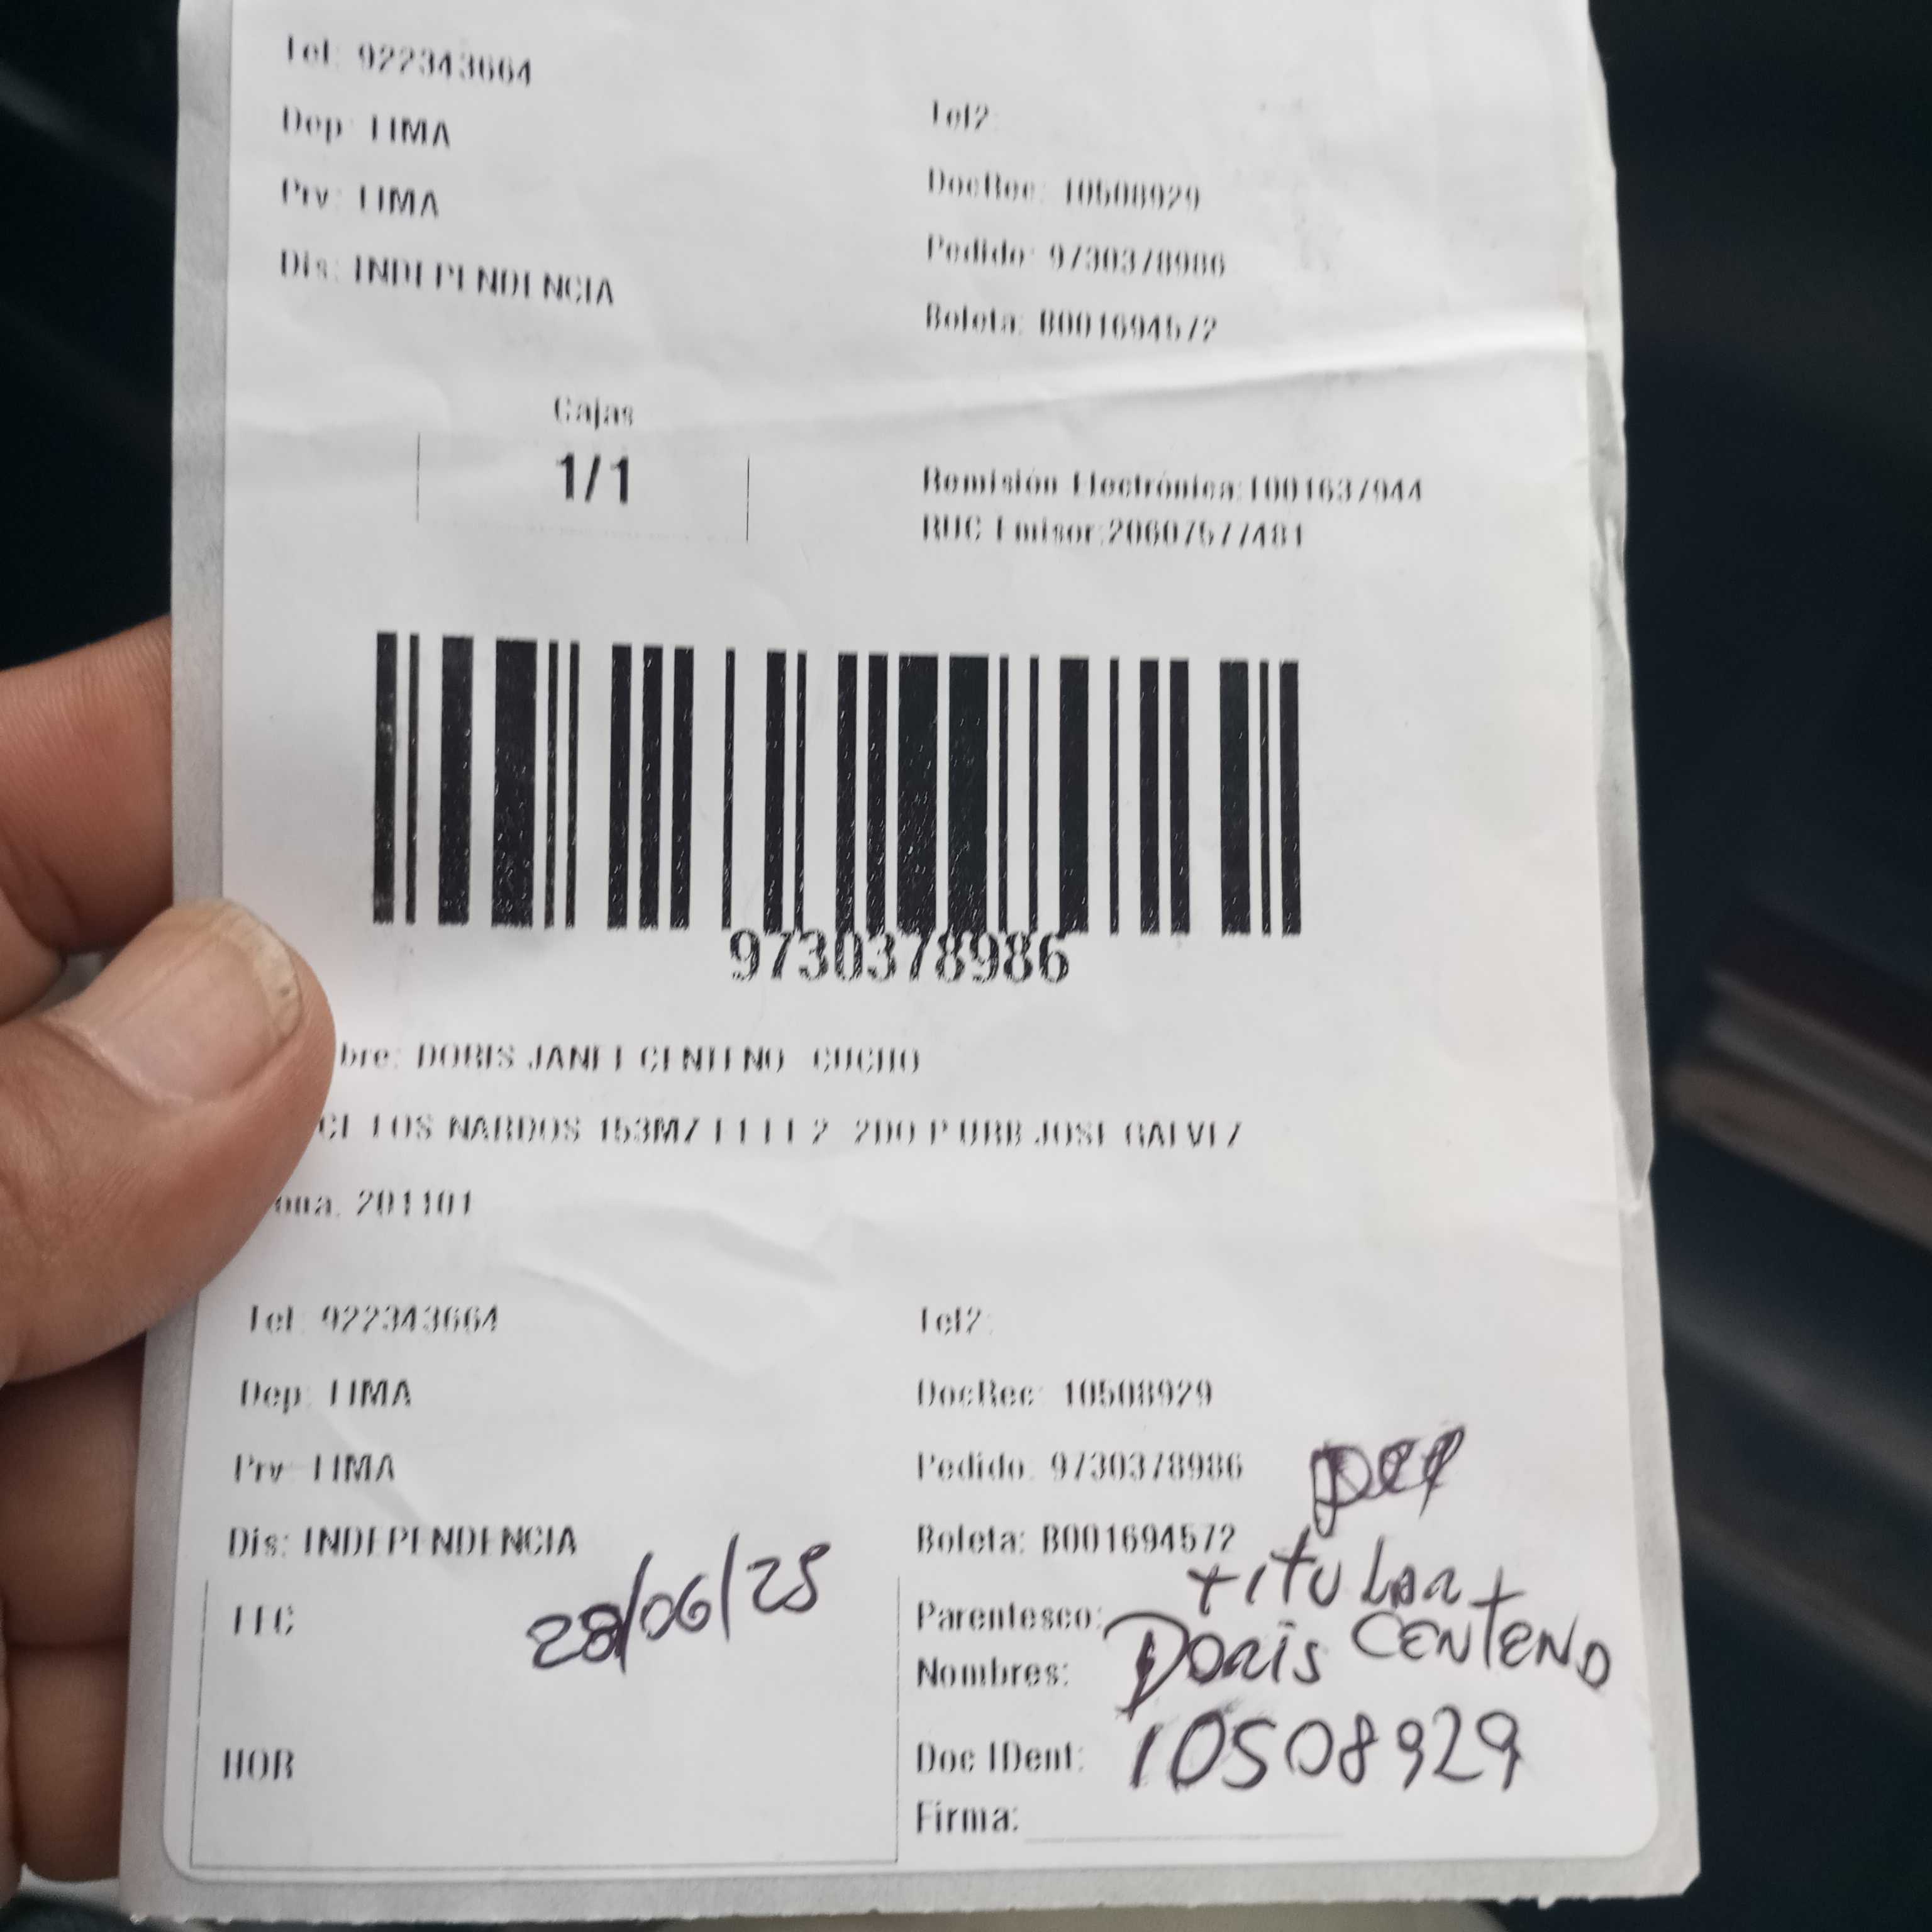 Tel: 922343664
Dep: LIMA
Tel2:
Prv: LIMA
DocRec: 10508929
Dis: INDEPENDENCIA
Pedido: 9730378986
Boleta: B001694572
Cajas
1/1
Remisión Electrónica:T001637944
RUC Emisor:20607577481
9730378986
bre: DORIS JANET CENTENO CUCHO
CL LOS NARDOS 153MZ E1 LT 2 2DO P URB JOSE GALVEZ
ona: 201101
Tel: 922343664
Tel2:
Dep: LIMA
DocRec: 10508929
Prv: LIMA
Pedido: 9730378986
Dis: INDEPENDENCIA
Boleta: B001694572
FEC
28/06/25
Parentesco: titular
Nombres: Doris CENTENO
HOR
Doc IDent: 10508929
Firma: